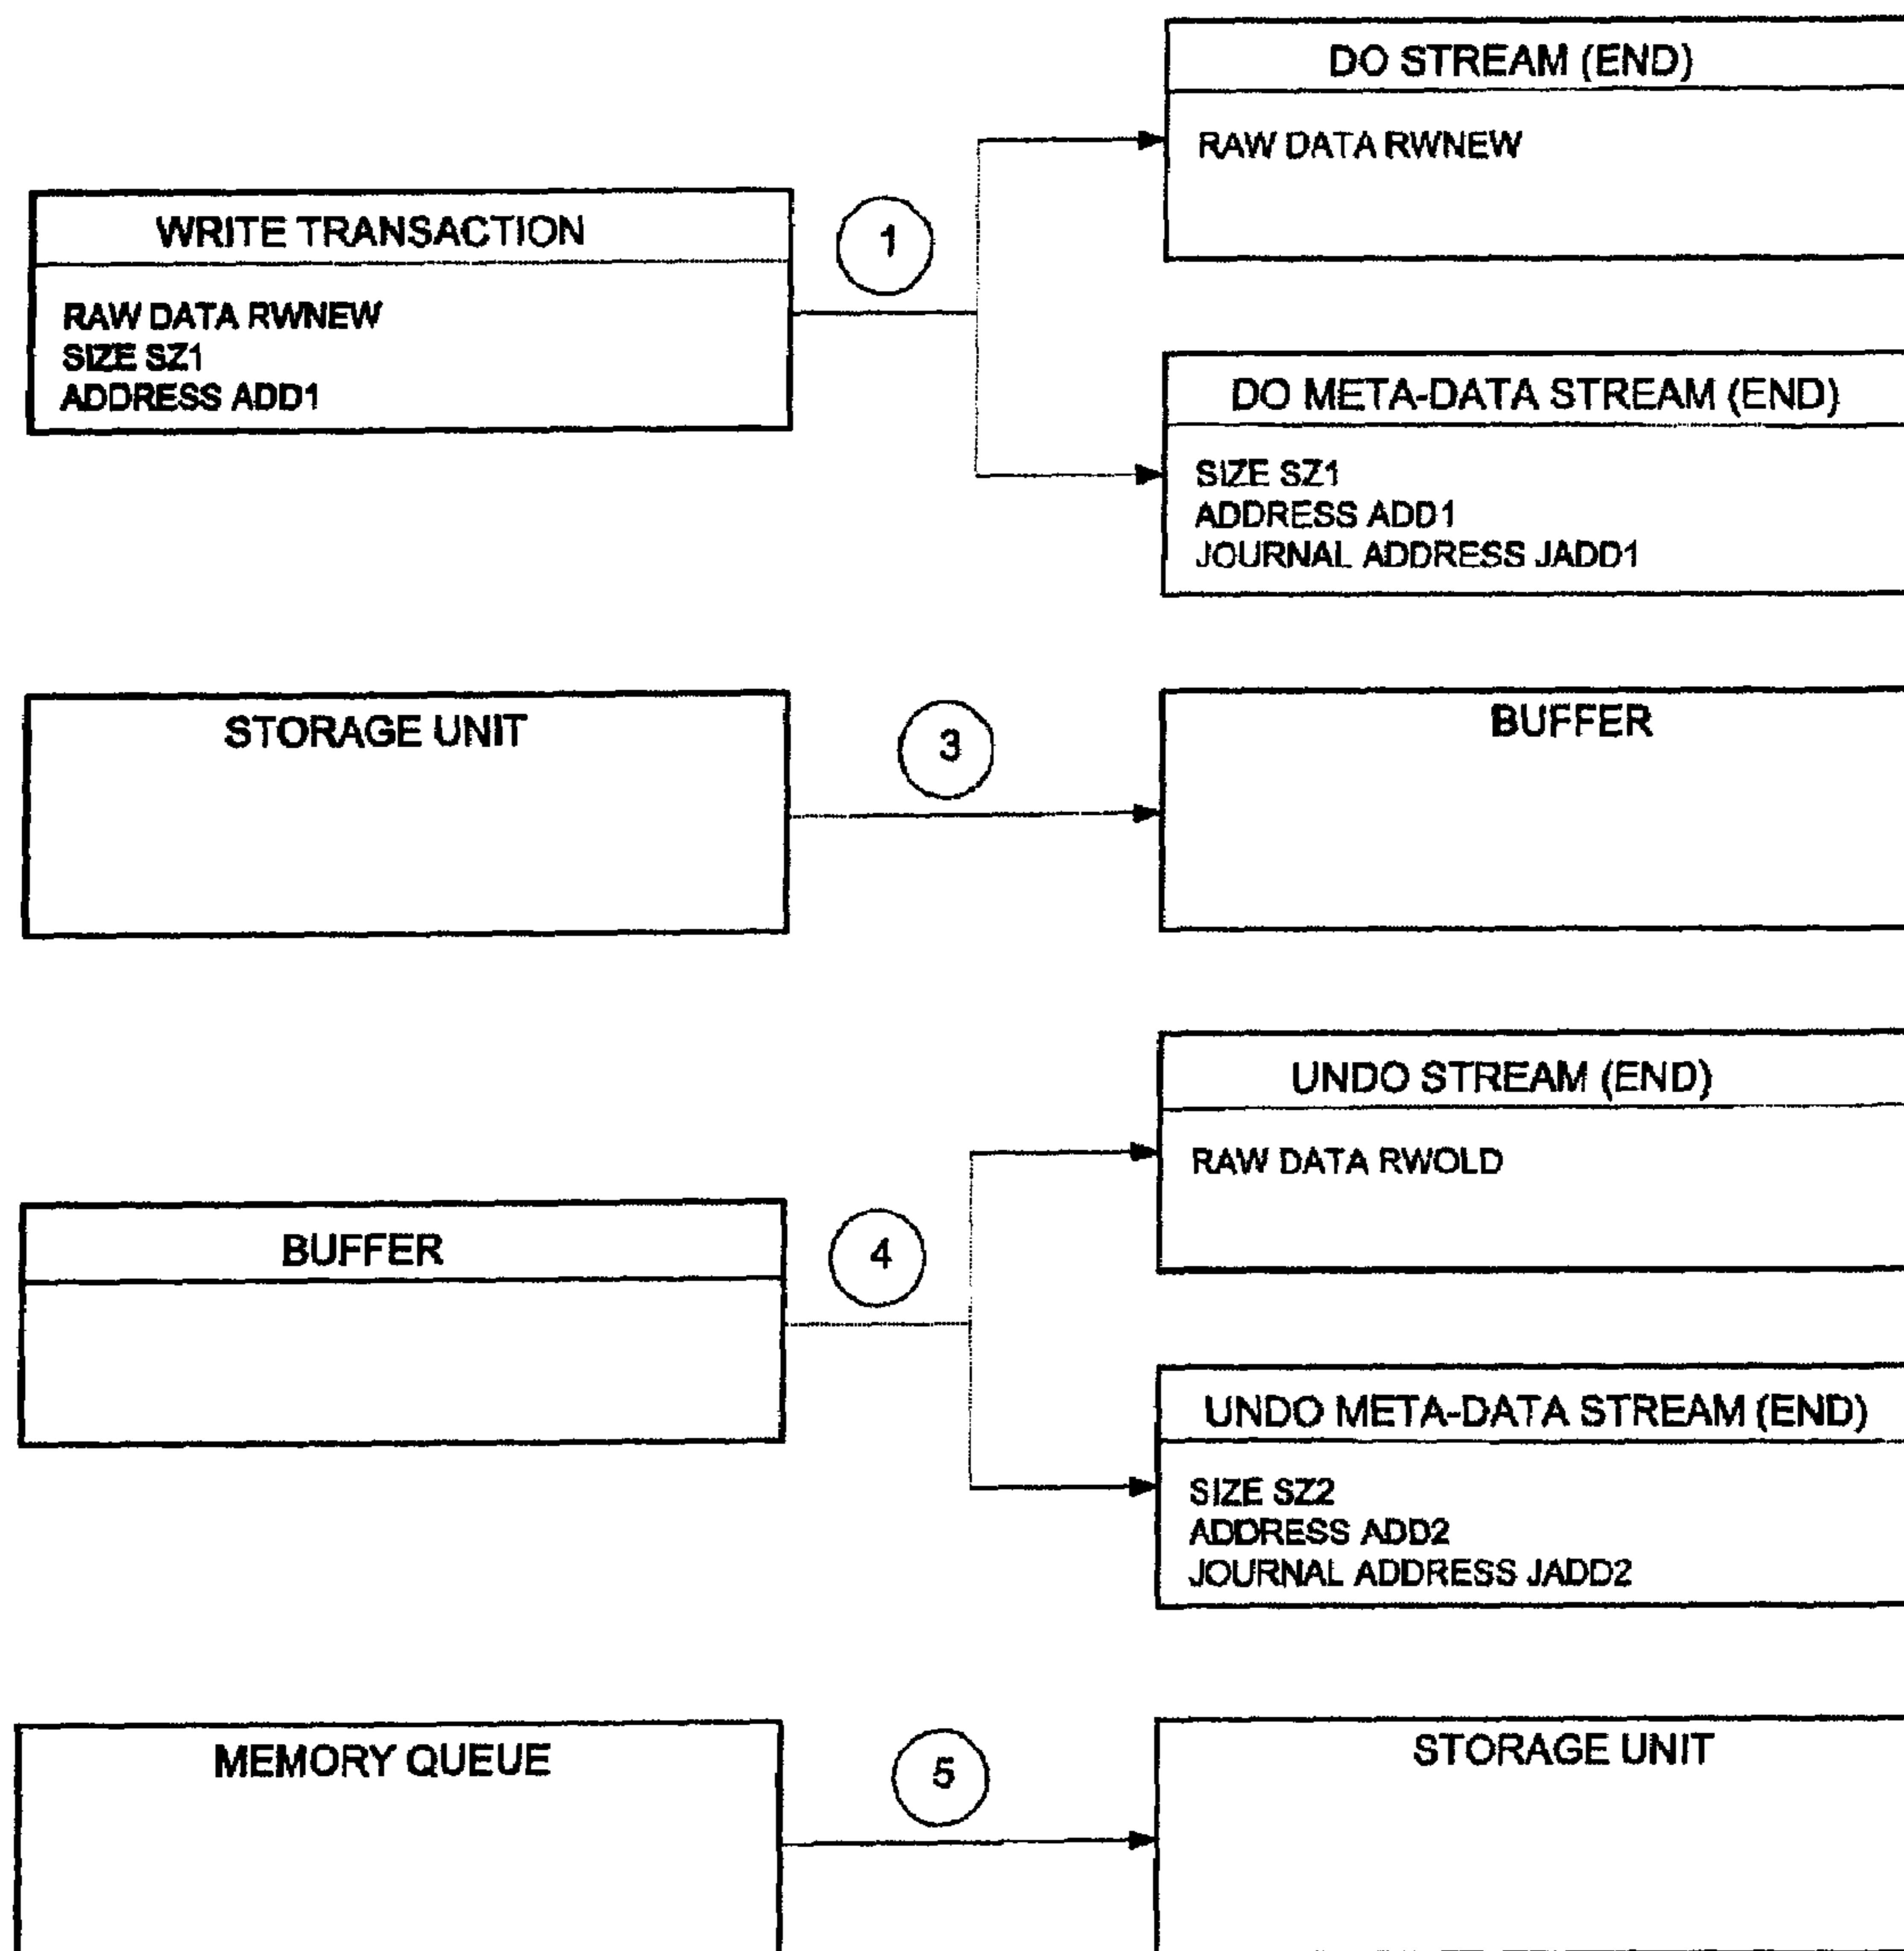 DO STREAM (END)
RAW DATA RWNEW
WRITE TRANSACTION
RAW DATA RWNEW
SIZE SZ1
ADDRESS ADD1
1
DO META-DATA STREAM (END)
SIZE SZ1
ADDRESS ADD1
JOURNAL ADDRESS JADD1
STORAGE UNIT
3
BUFFER
UNDO STREAM (END)
RAW DATA RWOLD
BUFFER
4
UNDO META-DATA STREAM (END)
SIZE SZ2
ADDRESS ADD2
JOURNAL ADDRESS JADD2
MEMORY QUEUE
5
STORAGE UNIT